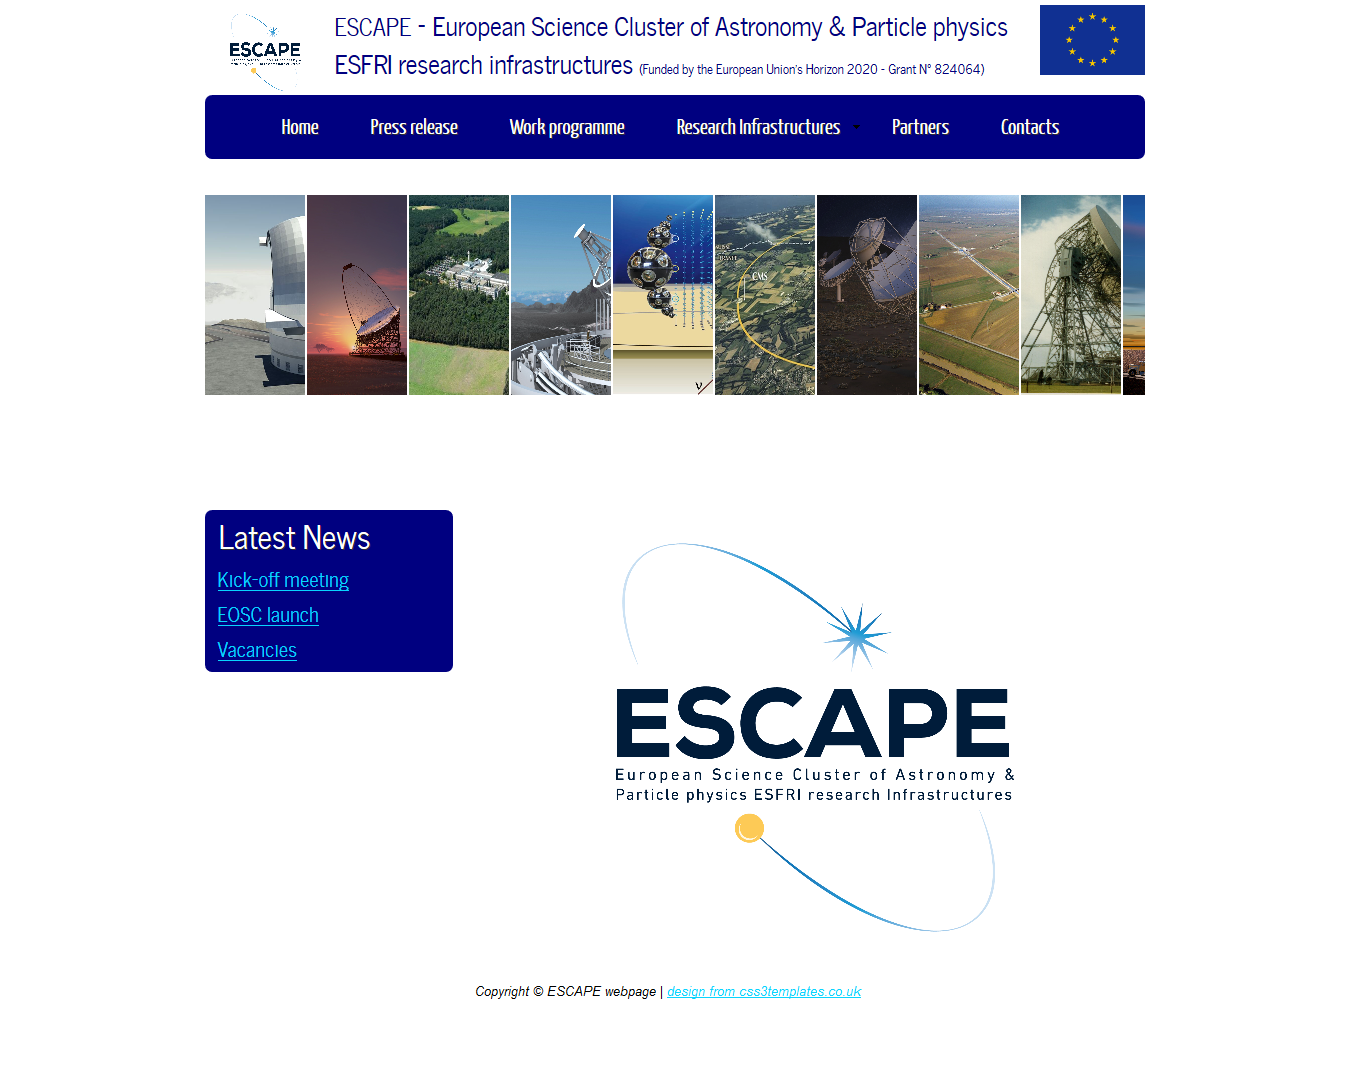 ESCAPE
ESCAPE - European Science Cluster of Astronomy & Particle physics
ESFRI research infrastructures (Funded by the European Union's Horizon 2020 - Grant N° 824064)
Home Press release Work programme Research Infrastructures Partners Contacts
CMS
ν
Latest News
Kick-off meeting
EOSC launch
Vacancies
ESCAPE
European Science Cluster of Astronomy &
Particle physics ESFRI research Infrastructures
Copyright © ESCAPE webpage | design from css3templates.co.uk